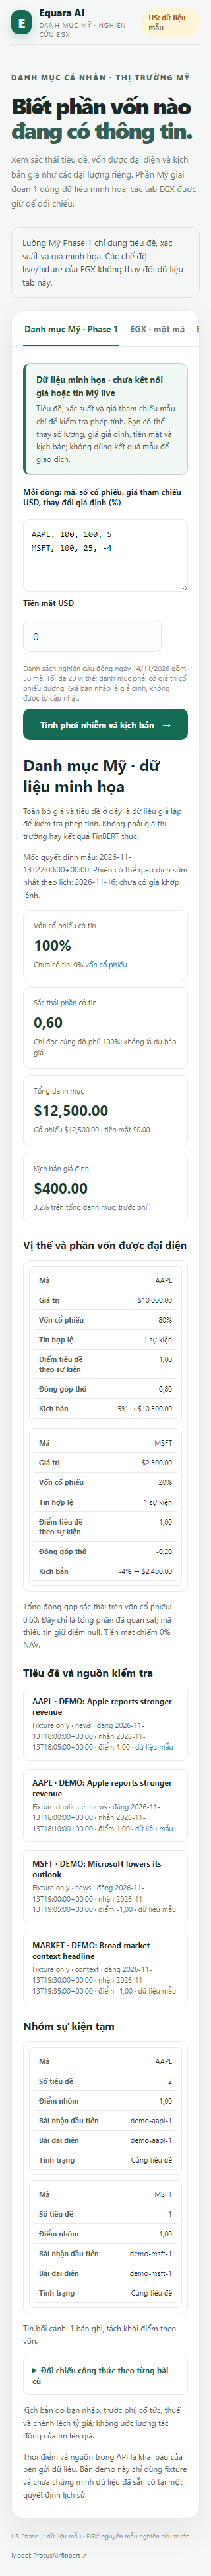 E
Equara AI
DANH MỤC MỸ · NGHIÊN
CỨU EGX
US: dữ liệu
mẫu
DANH MỤC CÁ NHÂN · THỊ TRƯỜNG MỸ
Biết phần vốn nào
đang có thông tin.
Xem sắc thái tiêu đề, vốn được đại diện và kịch
bản giá như các đại lượng riêng. Phần Mỹ giai
đoạn 1 dùng dữ liệu minh họa; các tab EGX được
giữ để đối chiếu.
Luồng Mỹ Phase 1 chỉ dùng tiêu đề, xác
suất và giá minh họa. Các chế độ
live/fixture của EGX không thay đổi dữ liệu
tab này.
Danh mục Mỹ · Phase 1
EGX · một mã
Dữ liệu minh họa · chưa kết nối
giá hoặc tin Mỹ live
Tiêu đề, xác suất và giá tham chiếu mẫu
chỉ để kiểm tra phép tính. Bạn có thể
thay số lượng, giá giả định, tiền mặt và
kịch bản; không dùng kết quả mẫu để
giao dịch.
Mỗi dòng: mã, số cổ phiếu, giá tham chiếu
USD, thay đổi giả định (%)
AAPL, 100, 100, 5
MSFT, 100, 25, -4
Tiền mặt USD
0
Danh sách nghiên cứu đóng ngày 14/11/2026 gồm
50 mã. Tối đa 20 vị thế; danh mục phải có giá trị cổ
phiếu dương. Giá bạn nhập là giả định, không
được tự cập nhật.
Tính phơi nhiễm và kịch bản →
Danh mục Mỹ · dữ
liệu minh họa
Toàn bộ giá và tiêu đề ở đây là dữ liệu giả lập
để kiểm tra phép tính. Không phải giá thị
trường hay kết quả FinBERT thực.
Mốc quyết định mẫu: 2026-11-
13T22:00:00+00:00. Phiên có thể giao dịch sớm
nhất theo lịch: 2026-11-16; chưa có giá khớp
lệnh.
Vốn cổ phiếu có tin
100%
Chưa có tin: 0% vốn cổ phiếu
Sắc thái phần có tin
0,60
Chỉ đọc cùng độ phủ 100%; không là dự báo
giá
Tổng danh mục
$12,500.00
Cổ phiếu $12,500.00 · tiền mặt $0.00
Kịch bản giả định
$400.00
3,2% trên tổng danh mục, trước phí
Vị thế và phần vốn được đại diện
Mã AAPL
Giá trị $10,000.00
Vốn cổ phiếu 80%
Tin hợp lệ 1 sự kiện
Điểm tiêu đề 1,00
theo sự kiện
Đóng góp thô 0,80
Kịch bản 5% → $10,500.00
Mã MSFT
Giá trị $2,500.00
Vốn cổ phiếu 20%
Tin hợp lệ 1 sự kiện
Điểm tiêu đề -1,00
theo sự kiện
Đóng góp thô -0,20
Kịch bản -4% → $2,400.00
Tổng đóng góp sắc thái trên vốn cổ phiếu:
0,60. Đây chỉ là tổng phần đã quan sát; mã
thiếu tin giữ điểm null. Tiền mặt chiếm 0%
NAV.
Tiêu đề và nguồn kiểm tra
AAPL · DEMO: Apple reports stronger
revenue
Fixture only · news · đăng 2026-11-
13T18:00:00+00:00 · nhận 2026-11-
13T18:05:00+00:00 · điểm 1,00 · dữ liệu mẫu
AAPL · DEMO: Apple reports stronger
revenue
Fixture duplicate · news · đăng 2026-11-
13T18:00:00+00:00 · nhận 2026-11-
13T18:10:00+00:00 · điểm 1,00 · dữ liệu mẫu
MSFT · DEMO: Microsoft lowers its
outlook
Fixture only · news · đăng 2026-11-
13T19:00:00+00:00 · nhận 2026-11-
13T19:05:00+00:00 · điểm -1,00 · dữ liệu mẫu
MARKET · DEMO: Broad market
context headline
Fixture only · context · đăng 2026-11-
13T19:30:00+00:00 · nhận 2026-11-
13T19:35:00+00:00 · điểm -1,00 · dữ liệu mẫu
Nhóm sự kiện tạm
Mã AAPL
Số tiêu đề 2
Điểm nhóm 1,00
Bài nhận đầu tiên demo-aapl-1
Bài đại diện demo-aapl-1
Tình trạng Cùng tiêu đề
Mã MSFT
Số tiêu đề 1
Điểm nhóm -1,00
Bài nhận đầu tiên demo-msft-1
Bài đại diện demo-msft-1
Tình trạng Cùng tiêu đề
Tin bối cảnh: 1 bản ghi, tách khỏi điểm theo
vốn.
▶ Đối chiếu công thức theo từng bài
cũ
Kịch bản do bạn nhập, trước phí, cổ tức, thuế
và chênh lệch tỷ giá; không ước lượng tác
động của tin lên giá.
Thời điểm và nguồn trong API là khai báo của
bên gửi dữ liệu. Bản demo này chỉ dùng fixture
và chưa chứng minh dữ liệu đã sẵn có tại một
quyết định lịch sử.
US Phase 1: dữ liệu mẫu · EGX: nguyên mẫu nghiên cứu trước
Model: ProsusAI/finbert ↗